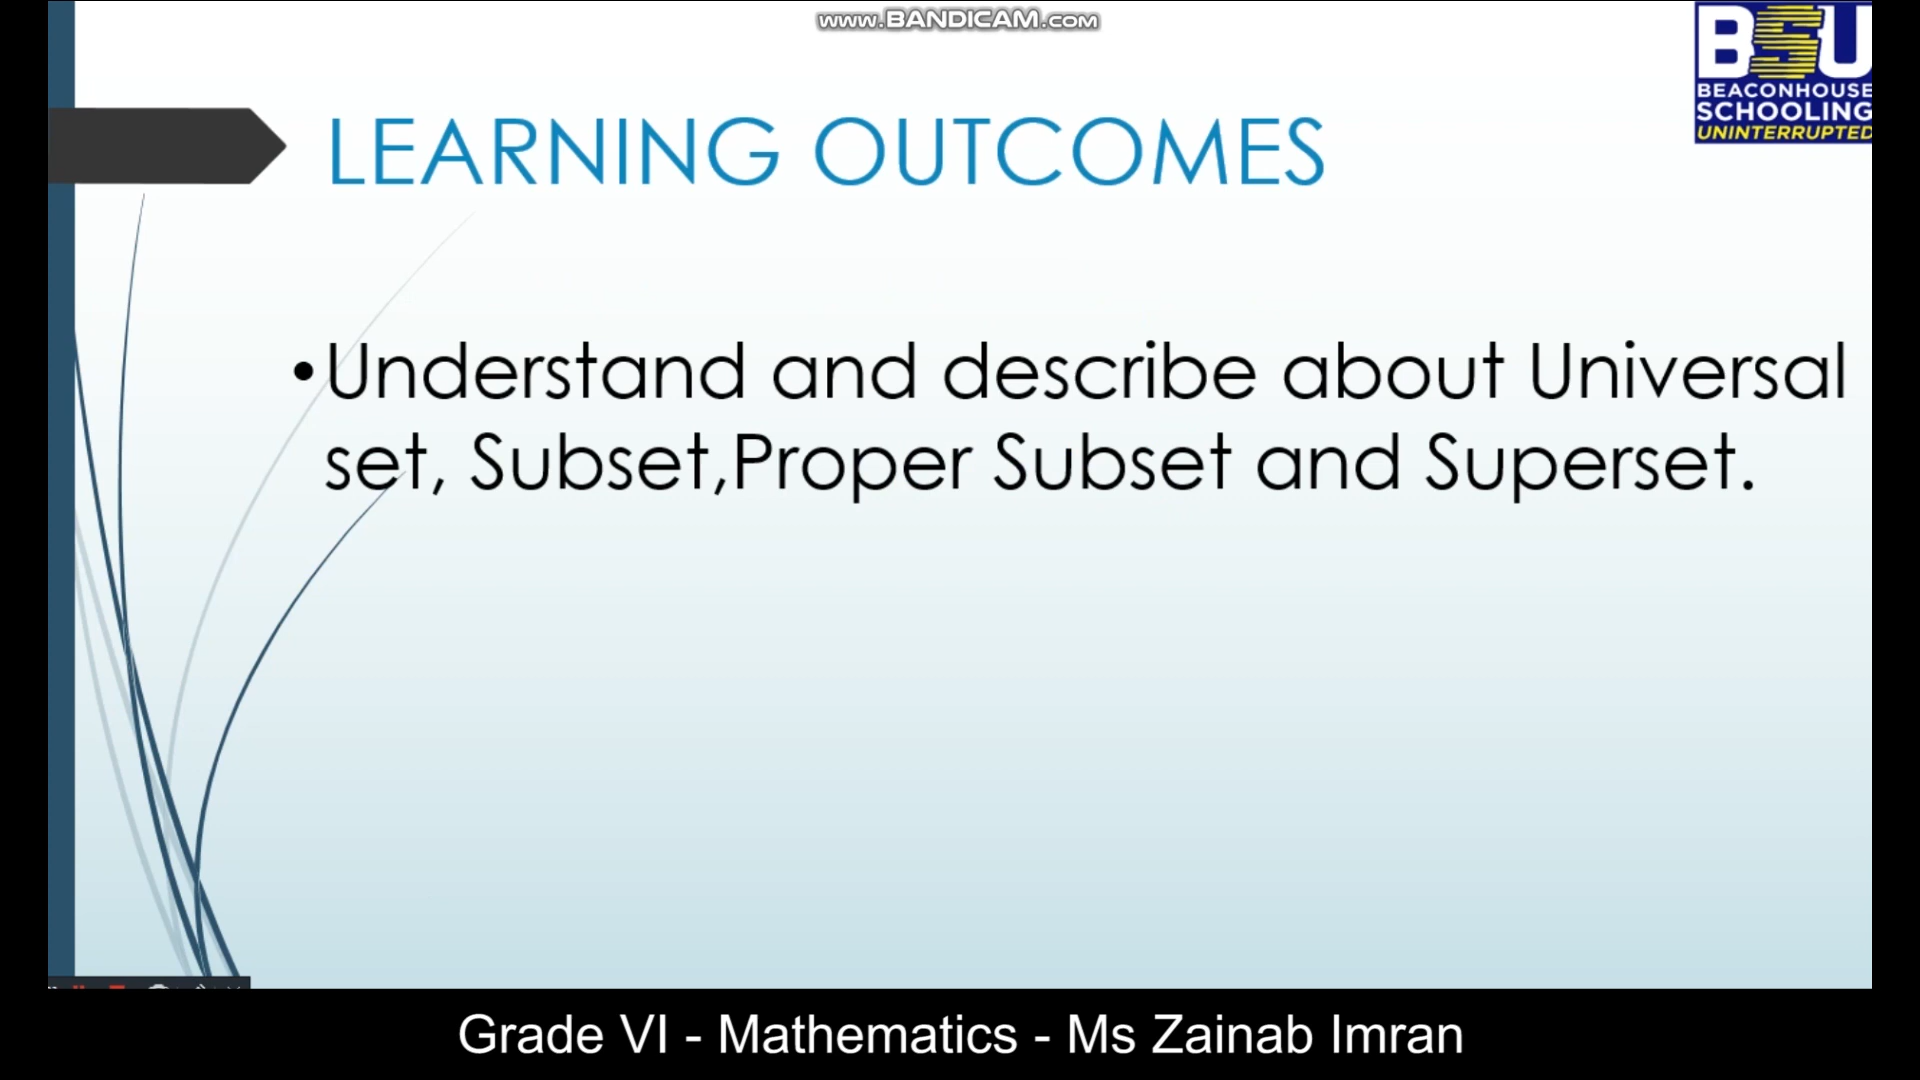 www.BANDICAM.com
BSU
BEACONHOUSE
SCHOOLING
UNINTERRUPTED
LEARNING OUTCOMES
•Understand and describe about Universal
set, Subset,Proper Subset and Superset.
Grade VI - Mathematics - Ms Zainab Imran